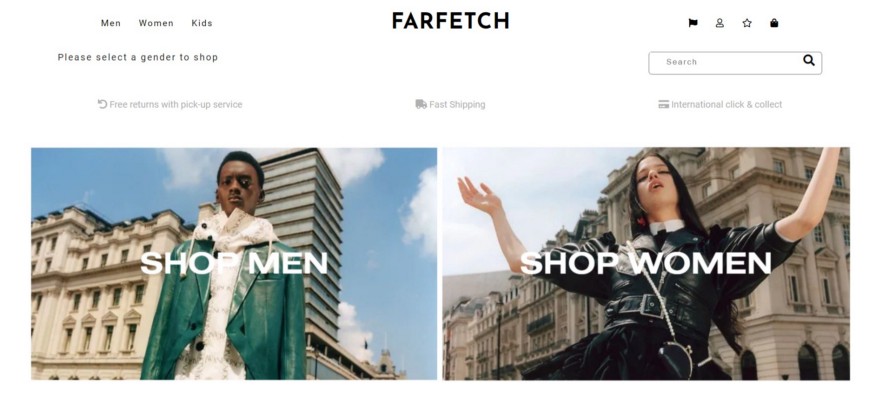 Men Women Kids
FARFETCH
Please select a gender to shop
Search
Free returns with pick-up service
Fast Shipping
International click & collect
SHOP MEN
SHOP WOMEN